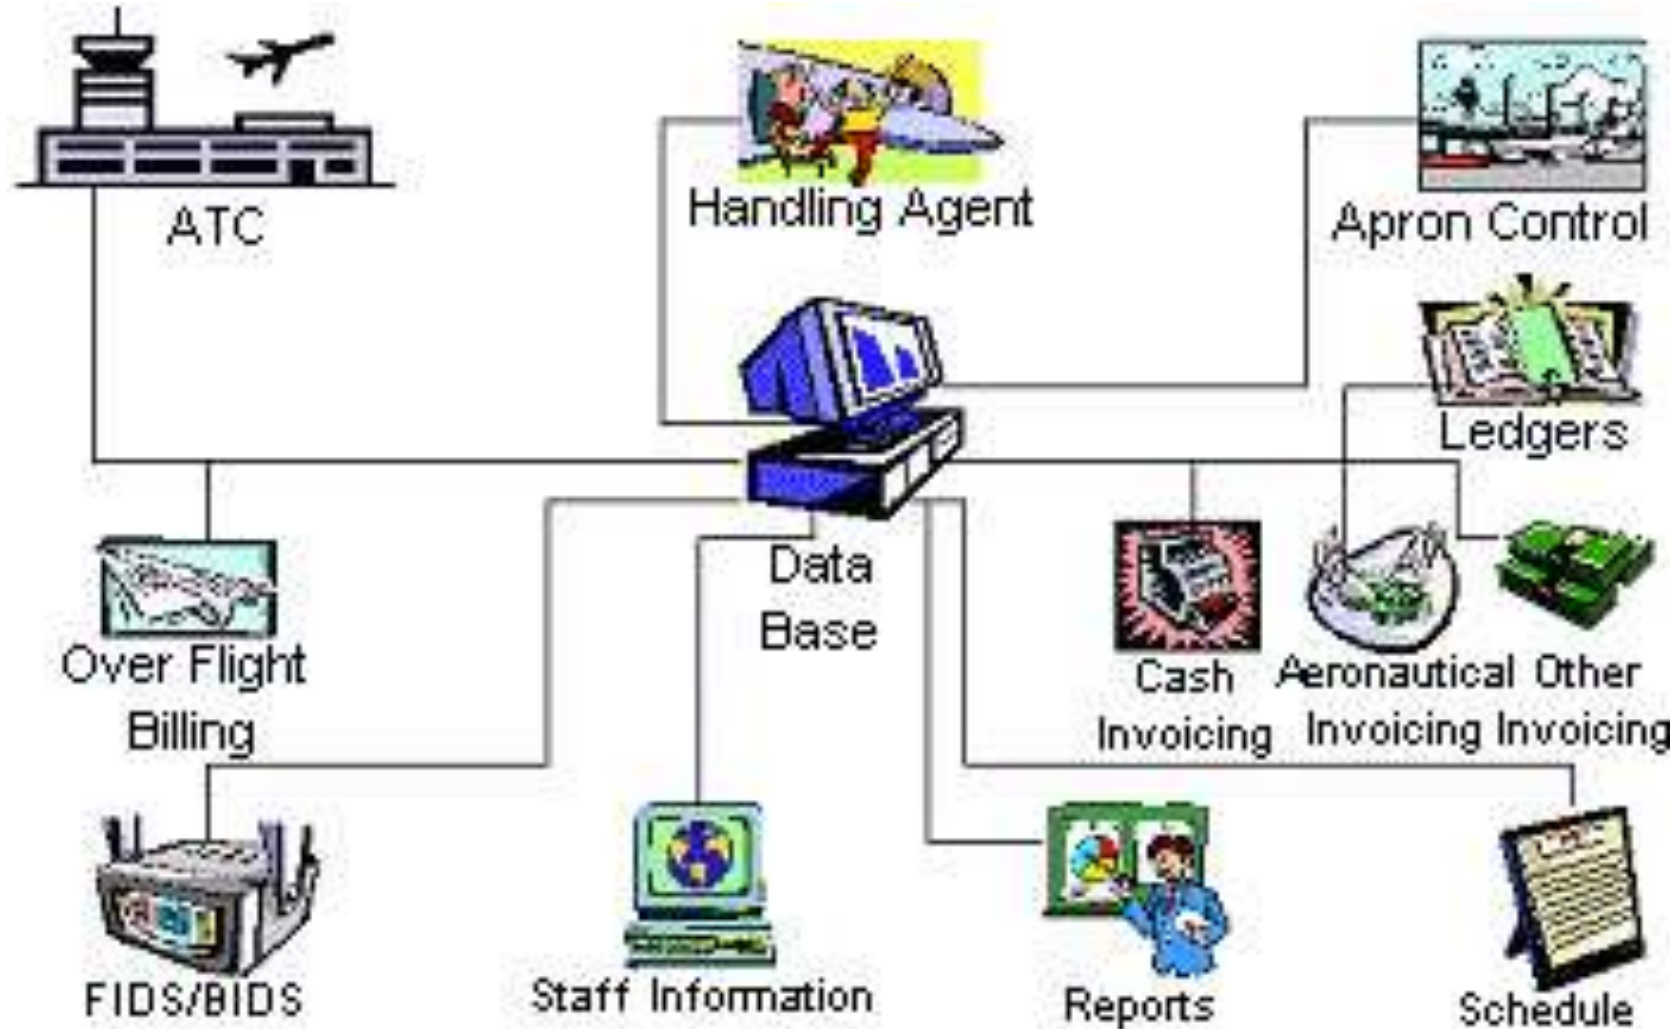 ATC
Handling Agent
Apron Control
Ledgers
Data
Base
Over Flight
Billing
Cash
Invoicing
Aeronautical
Invoicing
Other
Invoicing
FIDS/BIDS
Staff Information
Reports
Schedule